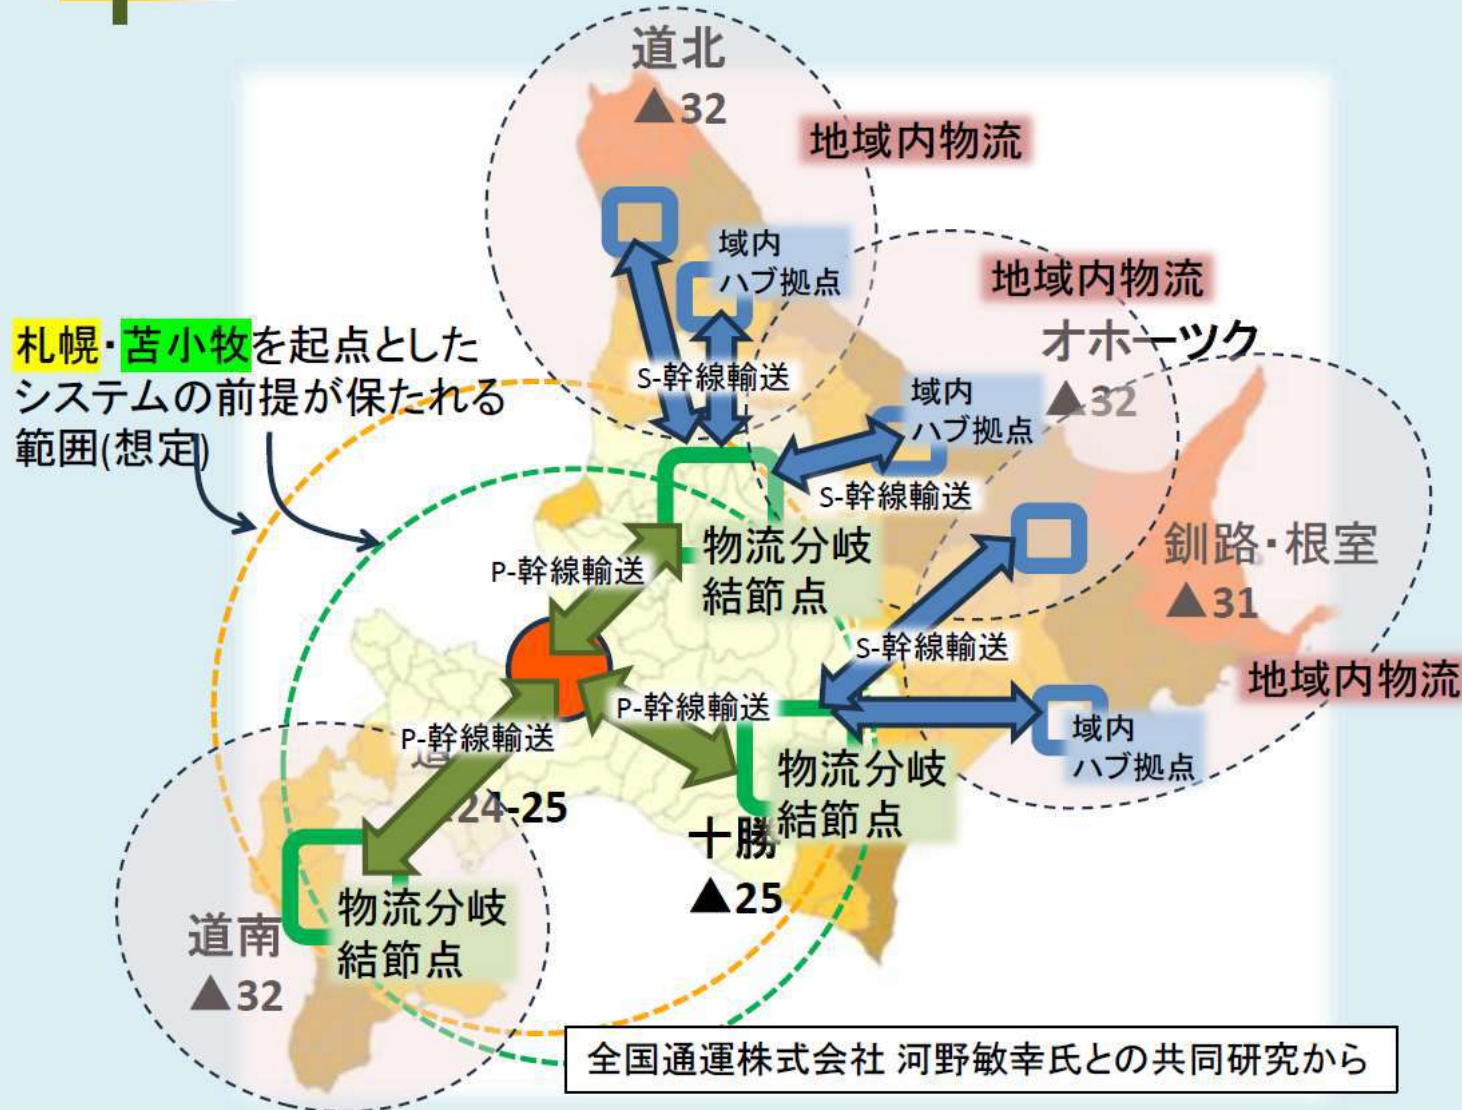 道北
▲32
地域内物流
域内
ハブ拠点
地域内物流
オホーツク
▲32
札幌・苫小牧を起点とした
システムの前提が保たれる
範囲(想定)
S-幹線輸送
域内
ハブ拠点
S-幹線輸送
釧路・根室
▲31
物流分岐
結節点
P-幹線輸送
S-幹線輸送
地域内物流
P-幹線輸送
P-幹線輸送
域内
ハブ拠点
物流分岐
結節点
24-25
十勝
▲25
物流分岐
結節点
道南
▲32
全国通運株式会社 河野敏幸氏との共同研究から